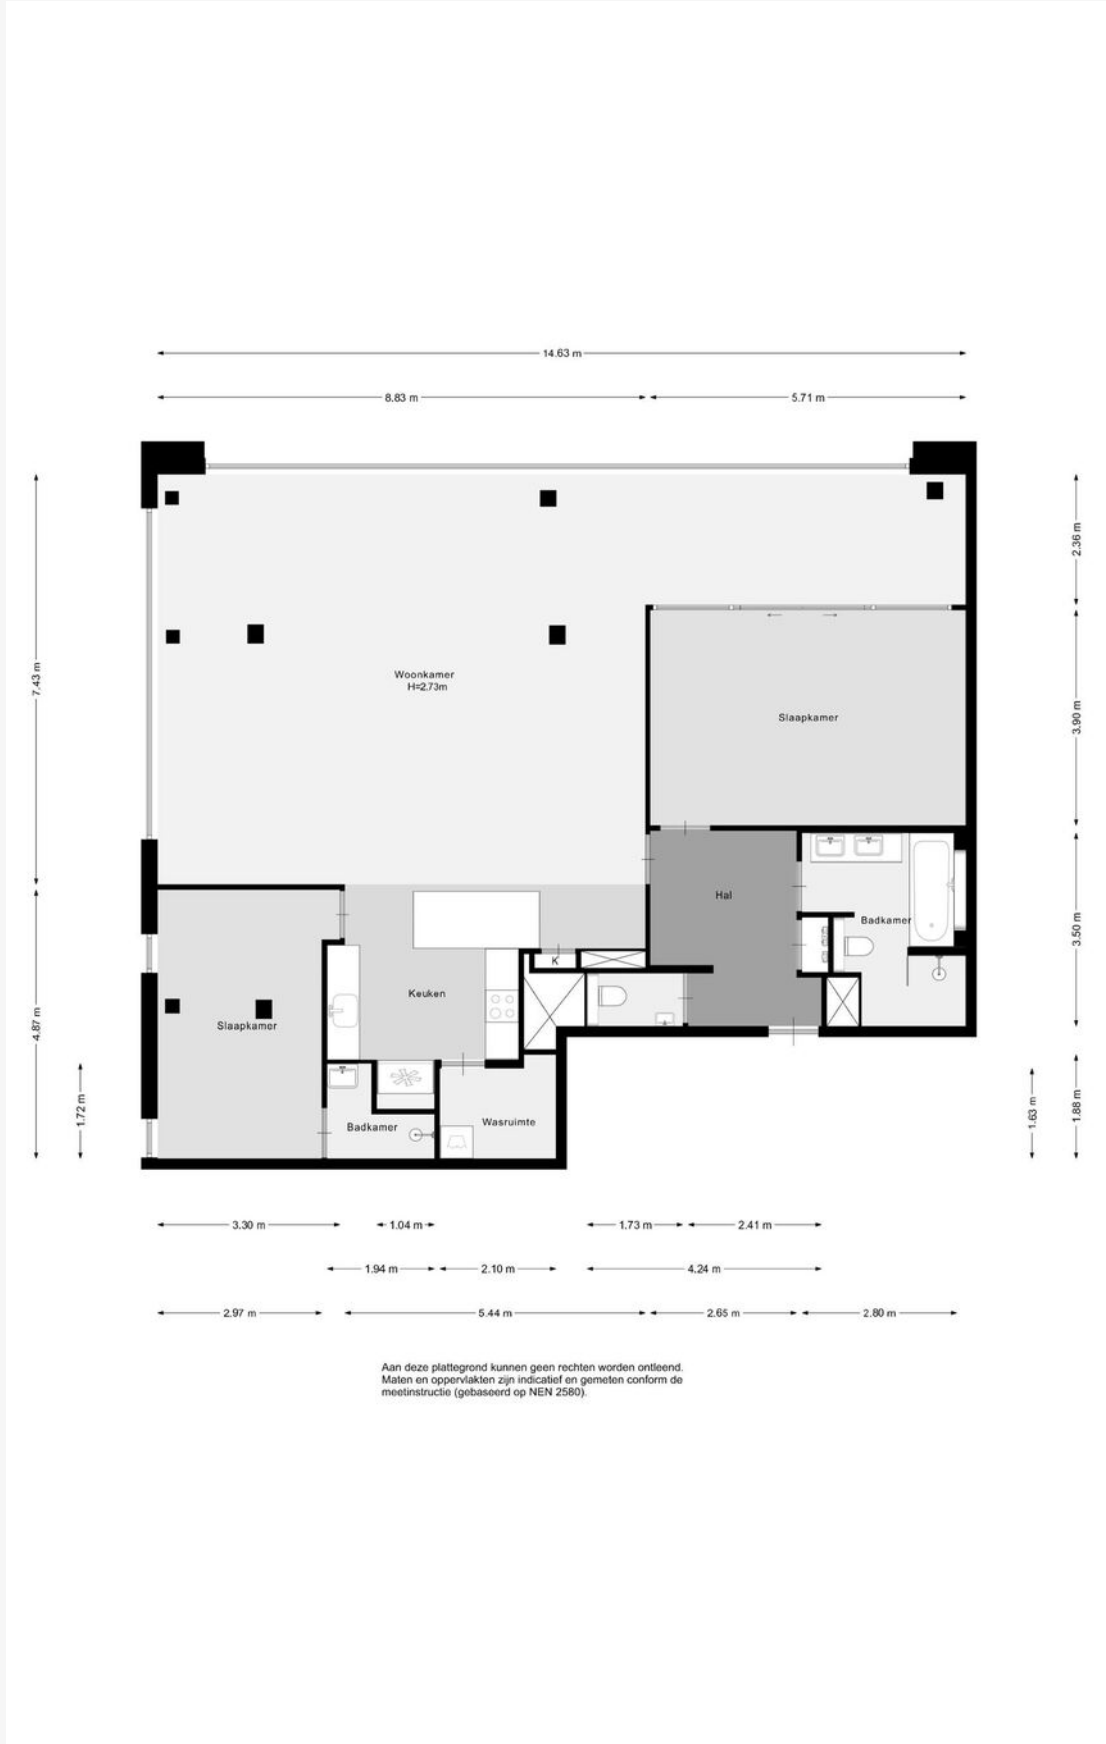 14.63 m
8.83 m
5.71 m
2.36 m
7.43 m
Woonkamer
H=2.73m
3.90 m
Slaapkamer
Hal
Badkamer
3.50 m
K
Keuken
4.87 m
Slaapkamer
1.72 m
Badkamer
Wasruimte
1.63 m
1.88 m
3.30 m
1.04 m
1.73 m
2.41 m
1.94 m
2.10 m
4.24 m
2.97 m
5.44 m
2.65 m
2.80 m
Aan deze plattegrond kunnen geen rechten worden ontleend.
Maten en oppervlakten zijn indicatief en gemeten conform de
meetinstructie (gebaseerd op NEN 2580).